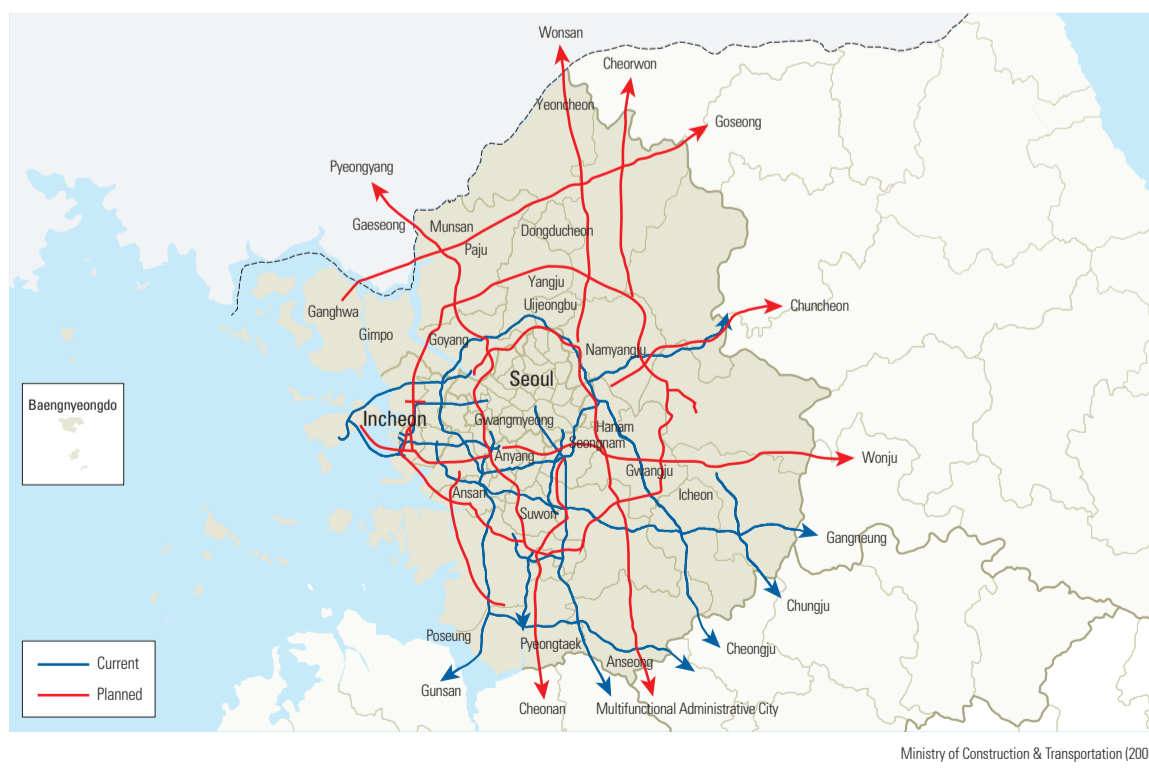 Wonsan
Cheorwon
Yeoncheon
Goseong
Pyeongyang
Gaeseong
Munsan
Dongducheon
Paju
Yangju
Ganghwa
Uijeongbu
Chuncheon
Gimpo
Goyang
Namyangju
Seoul
Baengnyeongdo
Incheon
Gwangmyeong
Hanam
Seongnam
Anyang
Wonju
Gwangju
Ansan
Icheon
Suwon
Gangneung
Chungju
Poseung
Pyeongtaek
Cheongju
Anseong
Current
Planned
Gunsan
Cheonan
Multifunctional Administrative City
Ministry of Construction & Transportation (200